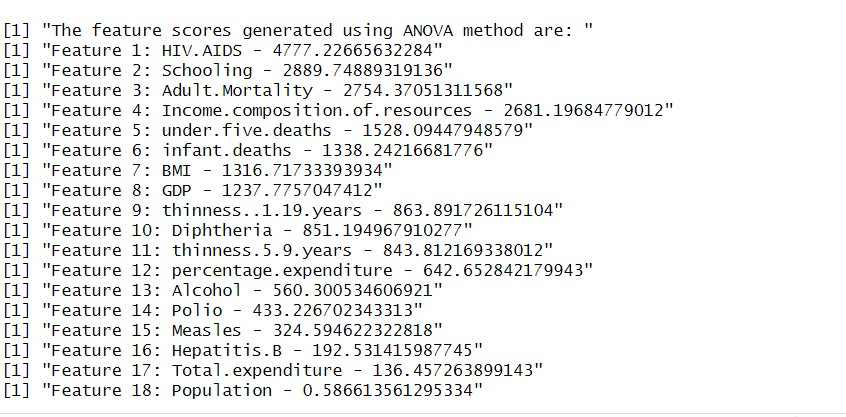 [1] "The feature scores generated using ANOVA method are: "
[1] "Feature 1: HIV.AIDS - 4777.22665632284"
[1] "Feature 2: Schooling - 2889.74889319136"
[1] "Feature 3: Adult.Mortality - 2754.37051311568"
[1] "Feature 4: Income.composition.of.resources - 2681.19684779012"
[1] "Feature 5: under.five.deaths - 1528.09447948579"
[1] "Feature 6: infant.deaths - 1338.24216681776"
[1] "Feature 7: BMI - 1316.71733393934"
[1] "Feature 8: GDP - 1237.7757047412"
[1] "Feature 9: thinness..1.19.years - 863.891726115104"
[1] "Feature 10: Diphtheria - 851.194967910277"
[1] "Feature 11: thinness.5.9.years - 843.812169338012"
[1] "Feature 12: percentage.expenditure - 642.652842179943"
[1] "Feature 13: Alcohol - 560.300534606921"
[1] "Feature 14: Polio - 433.226702343313"
[1] "Feature 15: Measles - 324.594622322818"
[1] "Feature 16: Hepatitis.B - 192.531415987745"
[1] "Feature 17: Total.expenditure - 136.457263899143"
[1] "Feature 18: Population - 0.586613561295334"